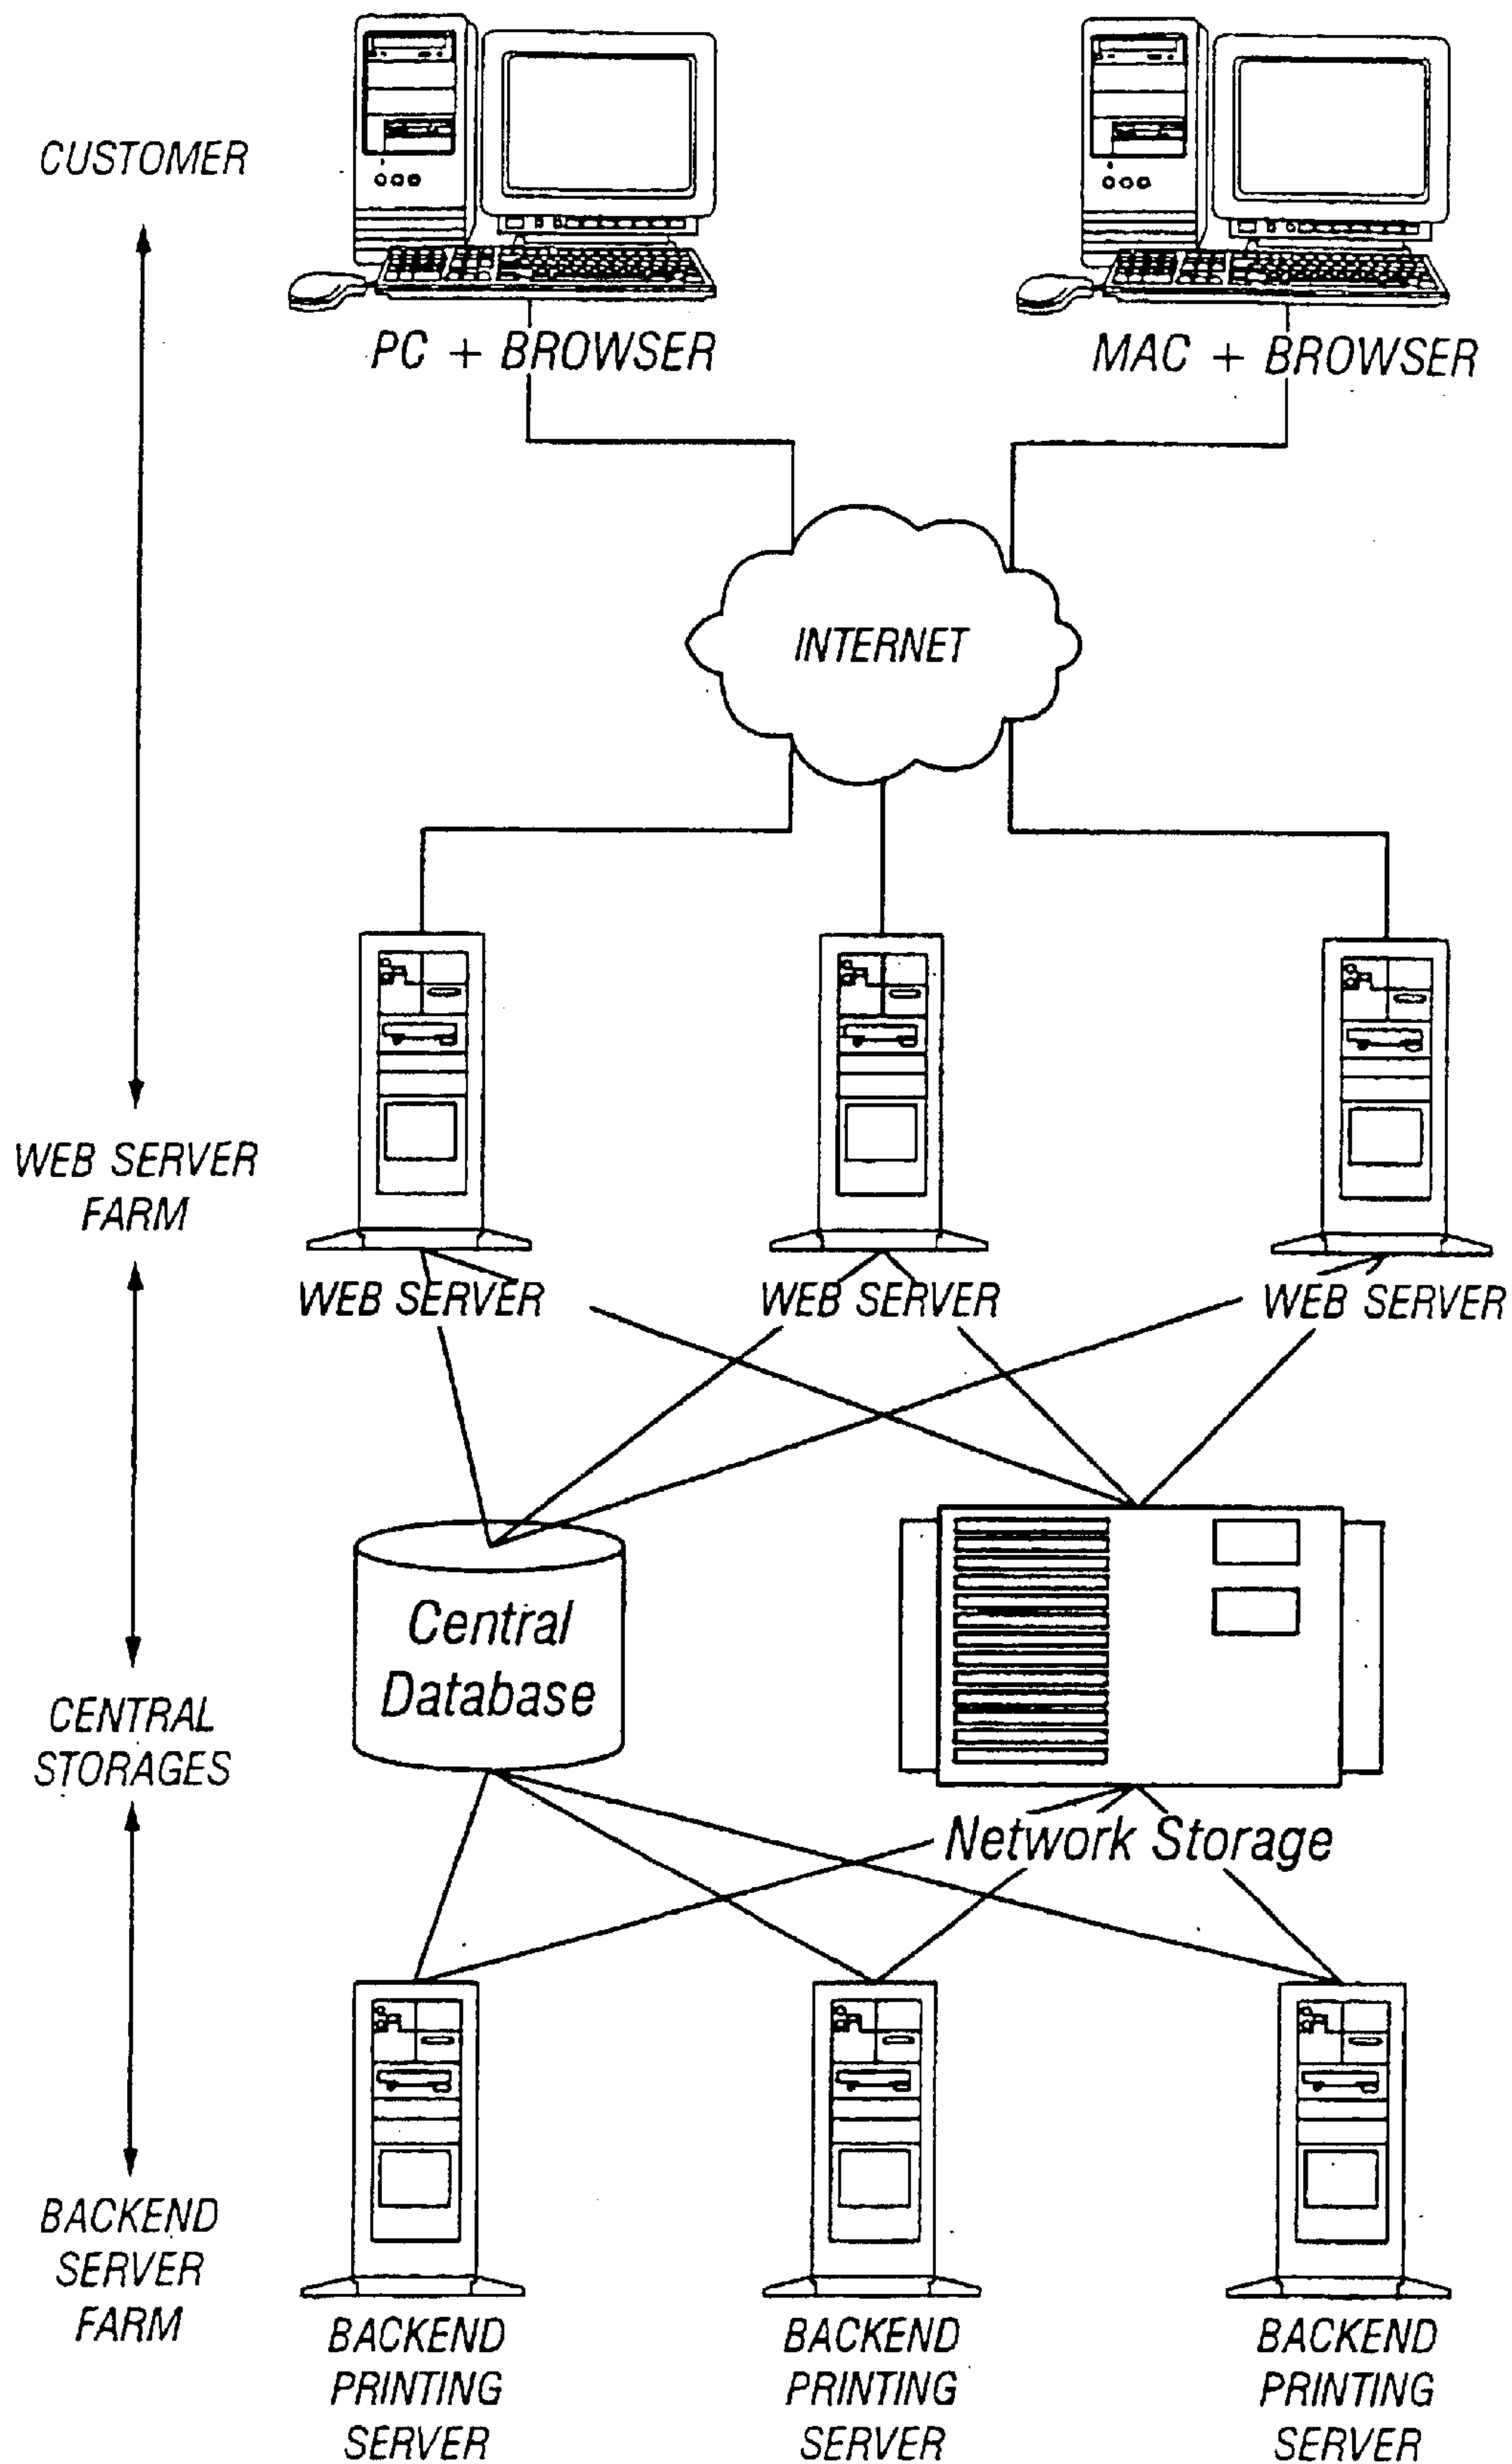 CUSTOMER
PC + BROWSER
MAC + BROWSER
INTERNET
WEB SERVER
FARM
WEB SERVER
WEB SERVER
WEB SERVER
CENTRAL
STORAGES
Central
Database
Network Storage
BACKEND
SERVER
FARM
BACKEND
PRINTING
SERVER
BACKEND
PRINTING
SERVER
BACKEND
PRINTING
SERVER